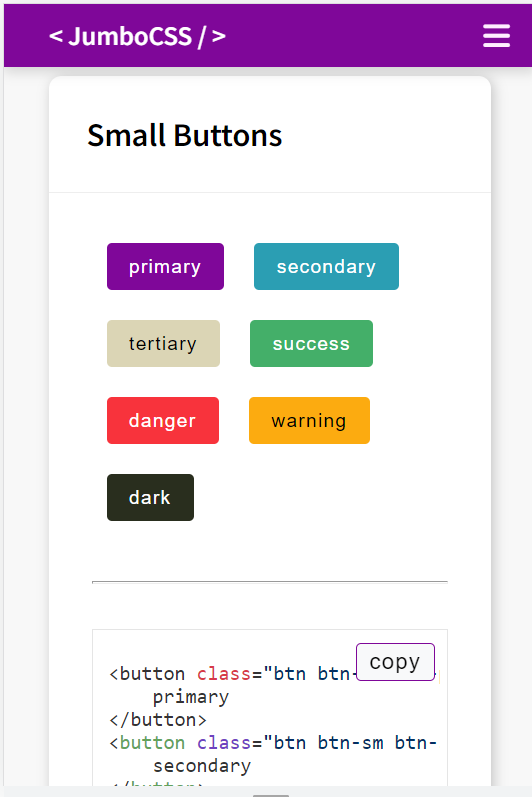 < JumboCSS / >
Small Buttons
primary secondary
tertiary success
danger warning
dark
copy
<button class="btn btn-
primary
</button>
<button class="btn btn-sm btn-
secondary
</button>